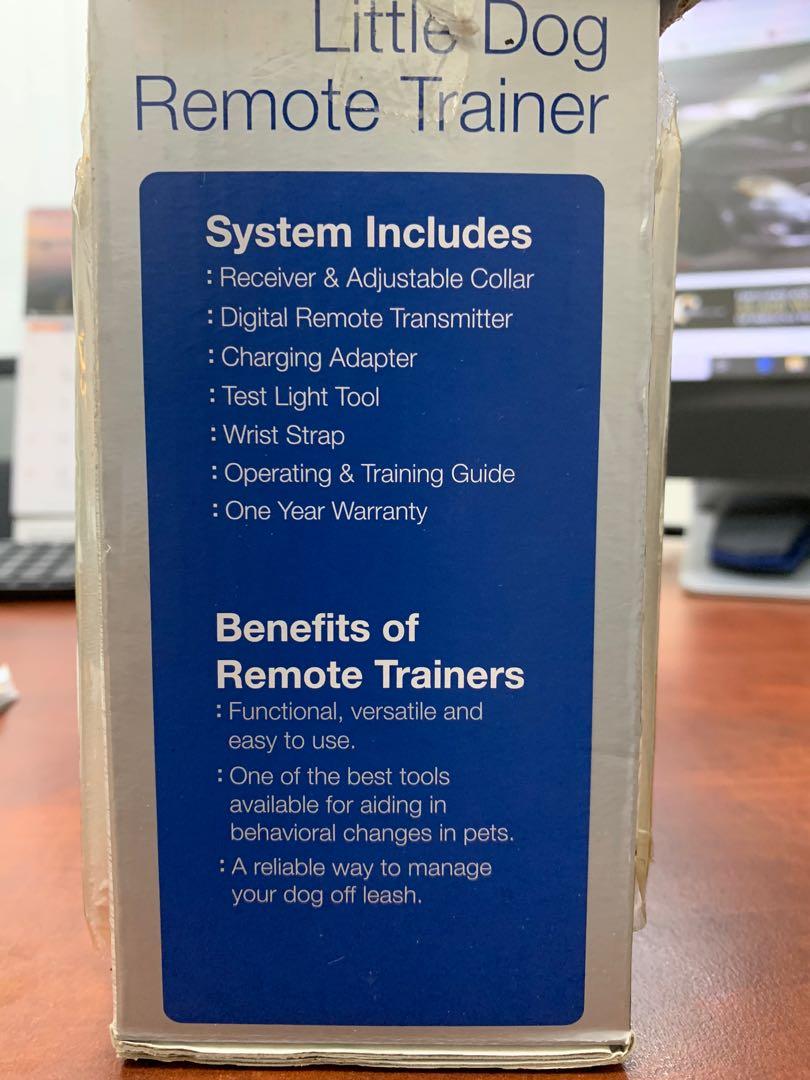 Little Dog
Remote Trainer
System Includes
: Receiver & Adjustable Collar
: Digital Remote Transmitter
: Charging Adapter
: Test Light Tool
: Wrist Strap
: Operating & Training Guide
: One Year Warranty
Benefits of
Remote Trainers
: Functional, versatile and
easy to use.
: One of the best tools
available for aiding in
behavioral changes in pets.
: A reliable way to manage
your dog off leash.